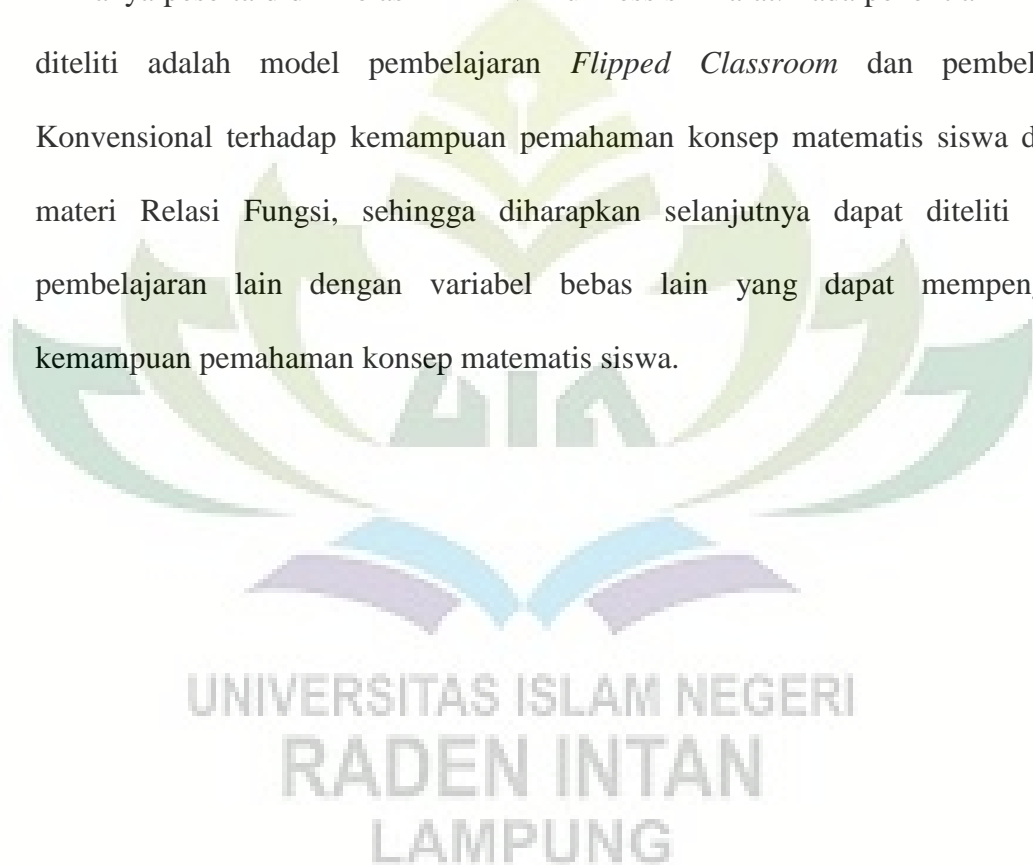 diteliti adalah model pembelajaran Flipped Classroom dan
Konvensional terhadap kemampuan pemahaman konsep matematis siswa
materi Relasi Fungsi, sehingga diharapkan selanjutnya dapat diteliti
pembelajaran lain dengan variabel bebas lain yang dapat
kemampuan pemahaman konsep matematis siswa.
UIN
UNIVERSITAS ISLAM NEGERI
RADEN INTAN
LAMPUNG